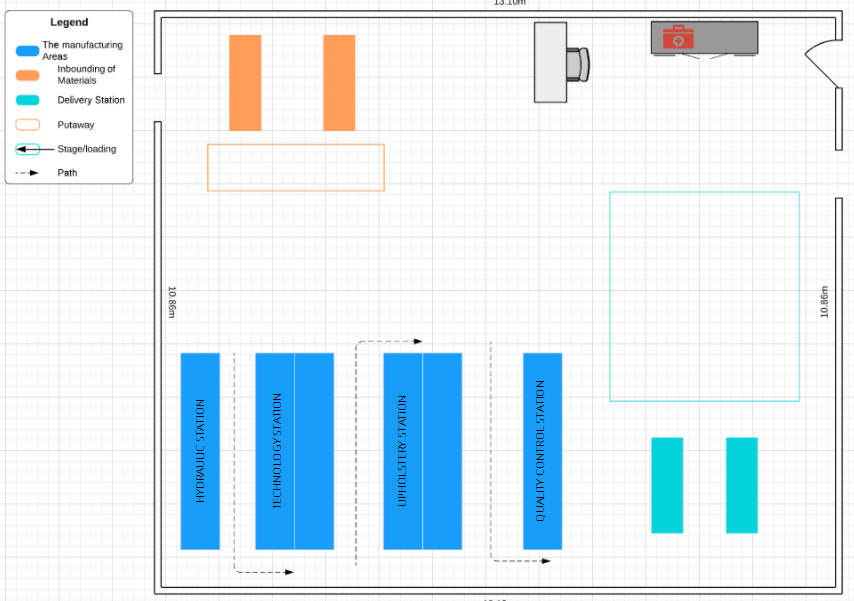 13.10m
Legend
The manufacturing
Areas
Inbounding of
Materials
Delivery Station
Putaway
Stage/loading
Path
10.86m
10.86m
HYDRAULIC STATION
TECHNOLOGY STATION
UPHOLSTERY STATION
QUALITY CONTROL STATION